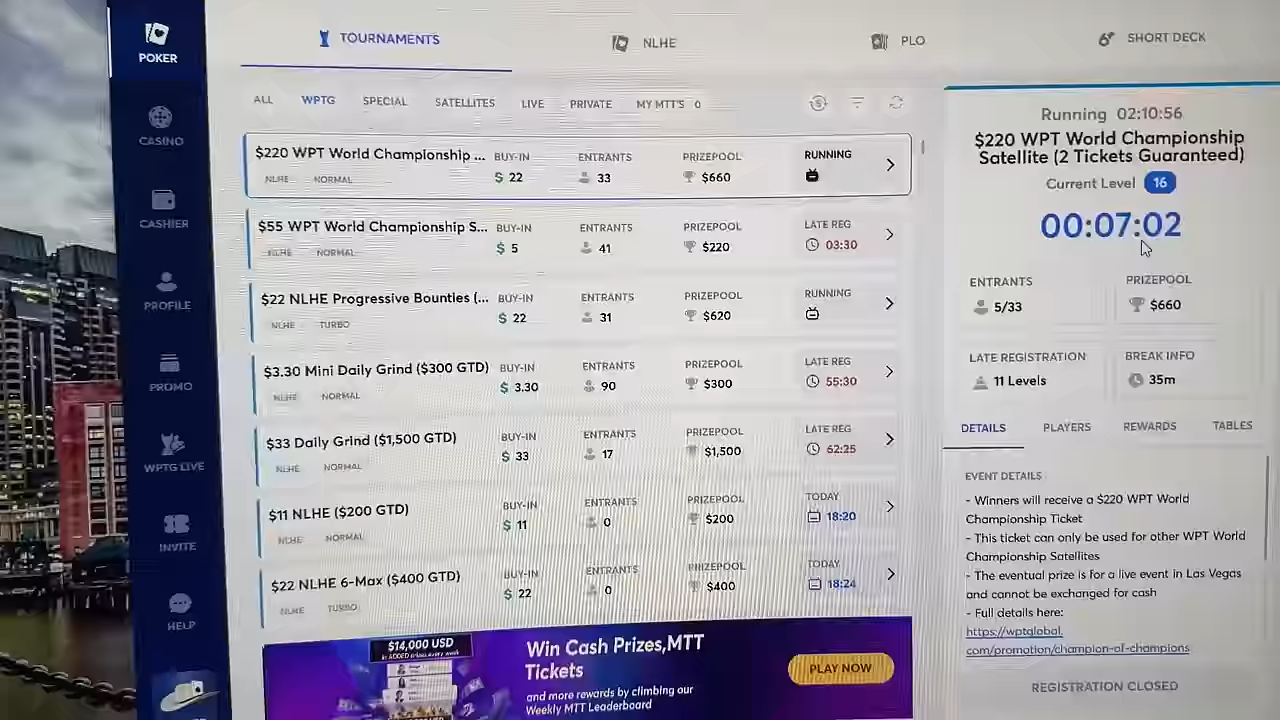 POKER
CASINO
CASHIER
PROFILE
PROMO
WPTG LIVE
INVITE
HELP
TOURNAMENTS
NLHE
PLO
SHORT DECK
ALL WPTG SPECIAL SATELLITES LIVE PRIVATE MY MTT'S 0
$220 WPT World Championship ... BUY-IN ENTRANTS PRIZEPOOL RUNNING
NLHE NORMAL $ 22 33 $660
$55 WPT World Championship S... BUY-IN ENTRANTS PRIZEPOOL LATE REG
NLHE NORMAL $ 5 41 $220 03:30
$22 NLHE Progressive Bounties (... BUY-IN ENTRANTS PRIZEPOOL RUNNING
NLHE TURBO $ 22 31 $620
$3.30 Mini Daily Grind ($300 GTD) BUY-IN ENTRANTS PRIZEPOOL LATE REG
NLHE NORMAL $ 3.30 90 $300 55:30
$33 Daily Grind ($1,500 GTD) BUY-IN ENTRANTS PRIZEPOOL LATE REG
NLHE NORMAL $ 33 17 $1,500 62:25
$11 NLHE ($200 GTD) BUY-IN ENTRANTS PRIZEPOOL TODAY
NLHE NORMAL $ 11 0 $200 18:20
$22 NLHE 6-Max ($400 GTD) BUY-IN ENTRANTS PRIZEPOOL TODAY
NLHE TURBO $ 22 0 $400 18:24
$14,000 USD
in ADDED prizes every week
Win Cash Prizes,MTT
Tickets
and more rewards by climbing our
Weekly MTT Leaderboard
PLAY NOW
Running 02:10:56
$220 WPT World Championship
Satellite (2 Tickets Guaranteed)
Current Level 16
00:07:02
ENTRANTS PRIZEPOOL
5/33 $660
LATE REGISTRATION BREAK INFO
11 Levels 35m
DETAILS PLAYERS REWARDS TABLES
EVENT DETAILS
- Winners will receive a $220 WPT World
Championship Ticket
- This ticket can only be used for other WPT World
Championship Satellites
- The eventual prize is for a live event in Las Vegas
and cannot be exchanged for cash
- Full details here:
https://wptglobal.
com/promotion/champion-of-champions
REGISTRATION CLOSED